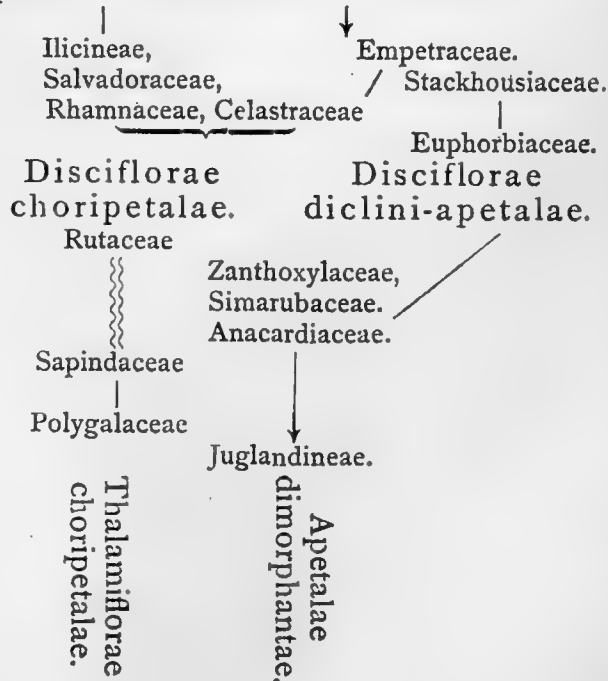 Ilicineae,
Salvadoraceae,
Rhamnaceae, Celastraceae
Empetraceae.
Stackhousiaceae.
Euphorbiaceae.
Disciflorae
choripetalae.
Disciflorae
diclini-apetalae.
Rutaceae
Zanthoxylaceae,
Simarubaceae.
Anacardiaceae.
Sapindaceae
Polygalaceae
Juglandineae.
Thalamiflorae
choripetalae.
Apetalae
dimorphantae.